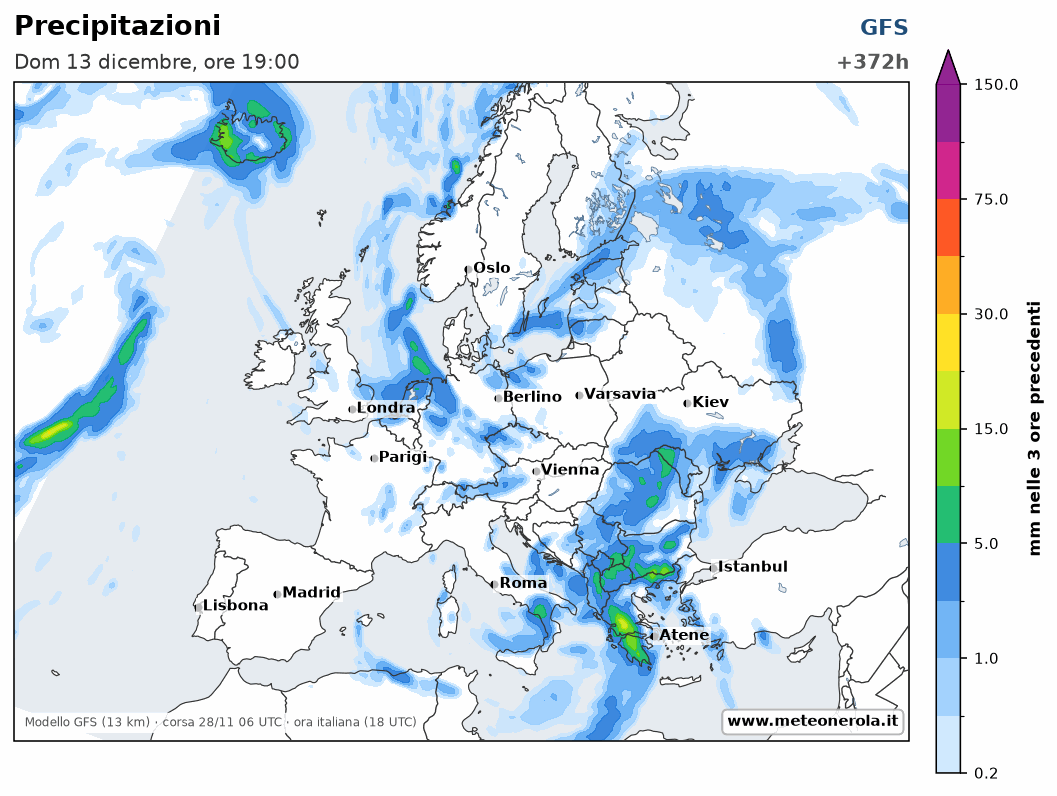 Precipitazioni
GFS
Dom 13 dicembre, ore 19:00
+372h
150.0
75.0
30.0
15.0
5.0
1.0
0.2
mm nelle 3 ore precedenti
Oslo
Londra
Berlino
Varsavia
Kiev
Parigi
Vienna
Istanbul
Roma
Madrid
Lisbona
Atene
Modello GFS (13 km) · corsa 28/11 06 UTC · ora italiana (18 UTC)
www.meteonerola.it